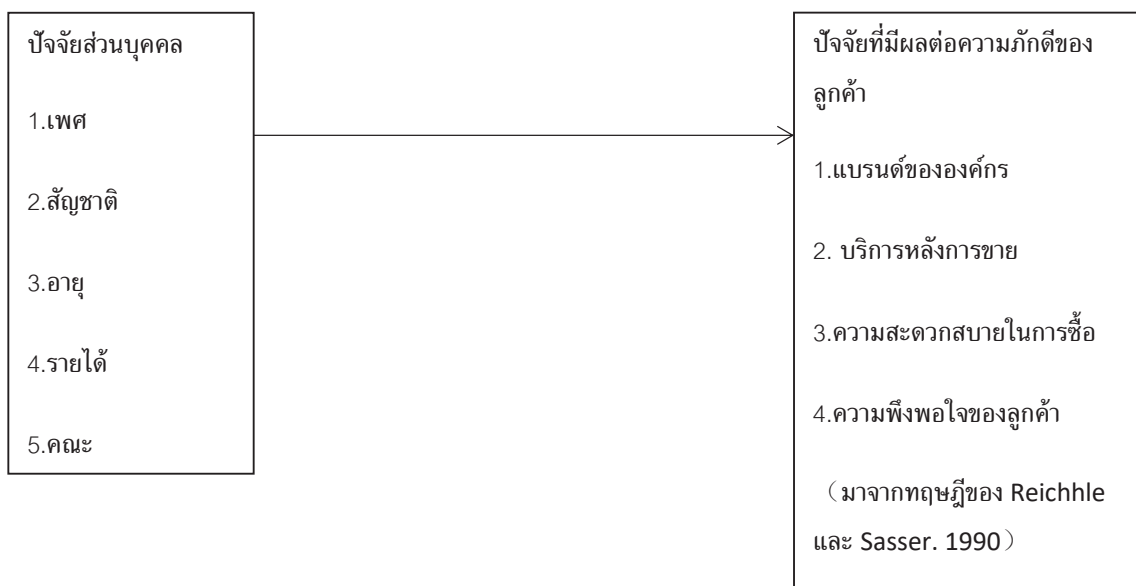 ปัจจัยส่วนบุคคล
1.เพศ
2.สัญชาติ
3.อายุ
4.รายได้
5.คณะ
ปัจจัยที่มีผลต่อความภักดีของ
ลูกค้า
1.แบรนด์ขององค์กร
2. บริการหลังการขาย
3.ความสะดวกสบายในการซื้อ
4.ความพึงพอใจของลูกค้า
（มาจากทฤษฎีของ Reichhle
และ Sasser. 1990）